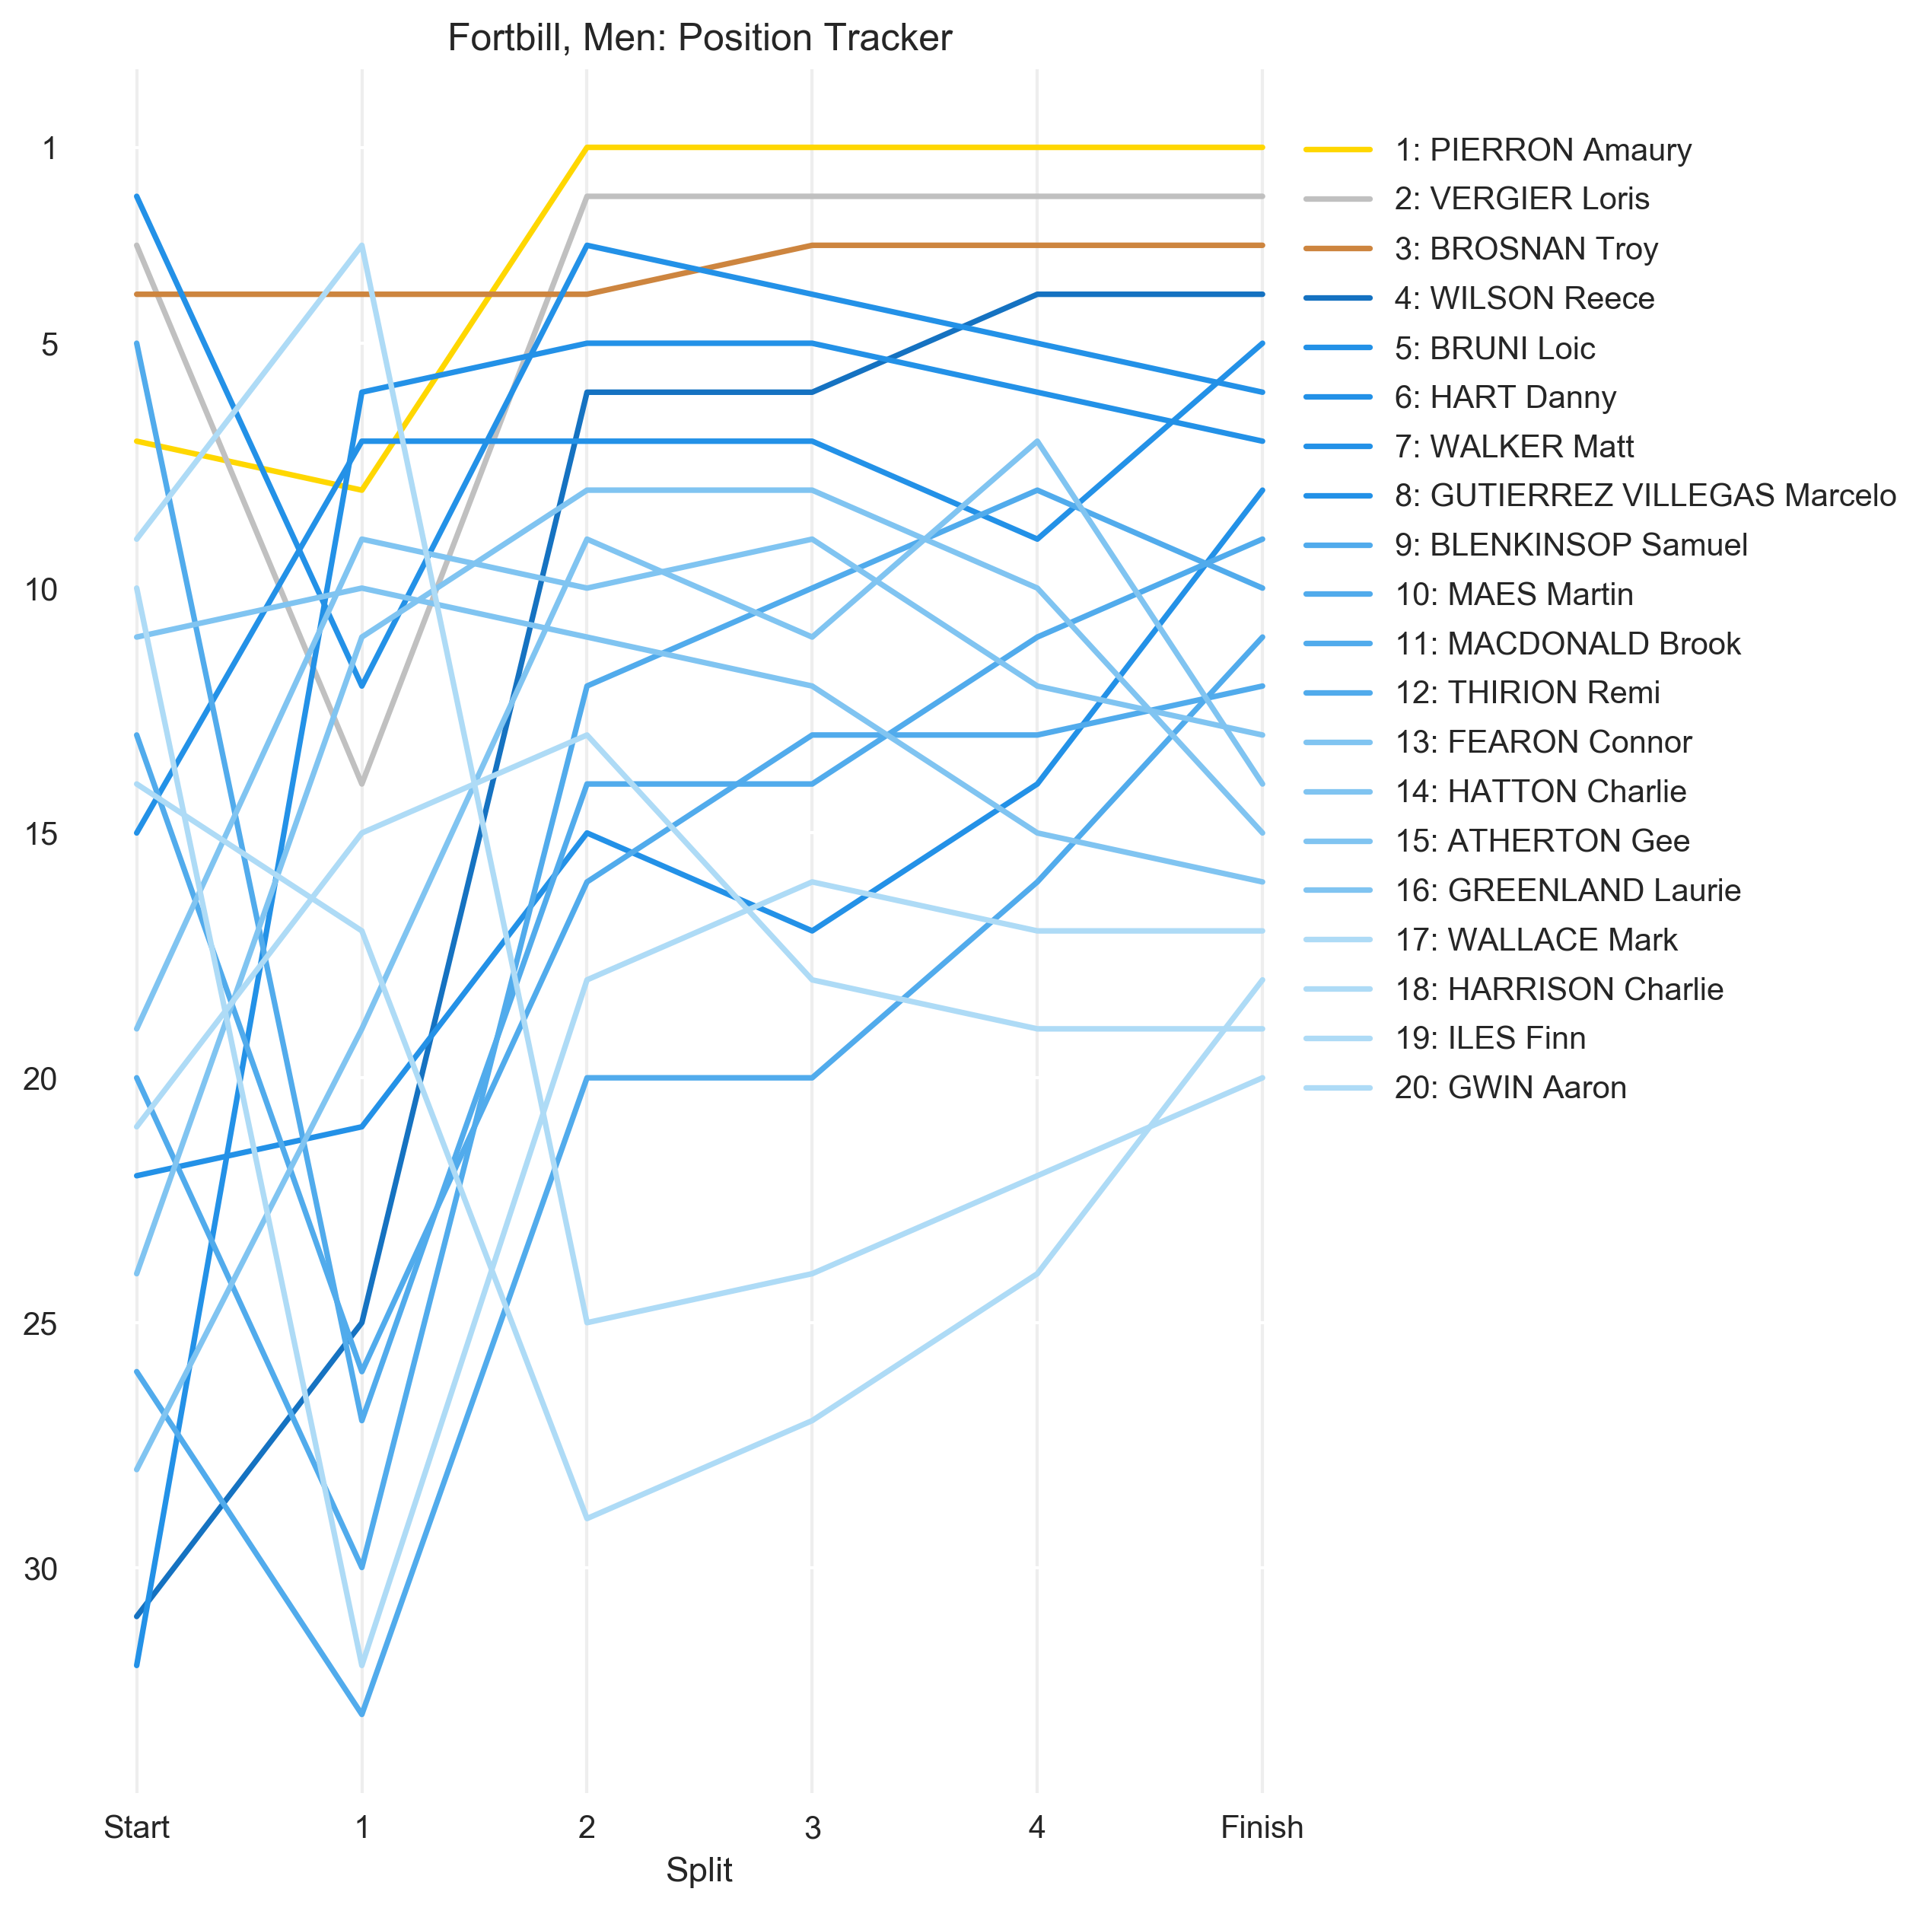 Fortbill, Men: Position Tracker
1
5
10
15
20
25
30
Start 1 2 3 4 Finish
Split
1: PIERRON Amaury
2: VERGIER Loris
3: BROSNAN Troy
4: WILSON Reece
5: BRUNI Loic
6: HART Danny
7: WALKER Matt
8: GUTIERREZ VILLEGAS Marcelo
9: BLENKINSOP Samuel
10: MAES Martin
11: MACDONALD Brook
12: THIRION Remi
13: FEARON Connor
14: HATTON Charlie
15: ATHERTON Gee
16: GREENLAND Laurie
17: WALLACE Mark
18: HARRISON Charlie
19: ILES Finn
20: GWIN Aaron